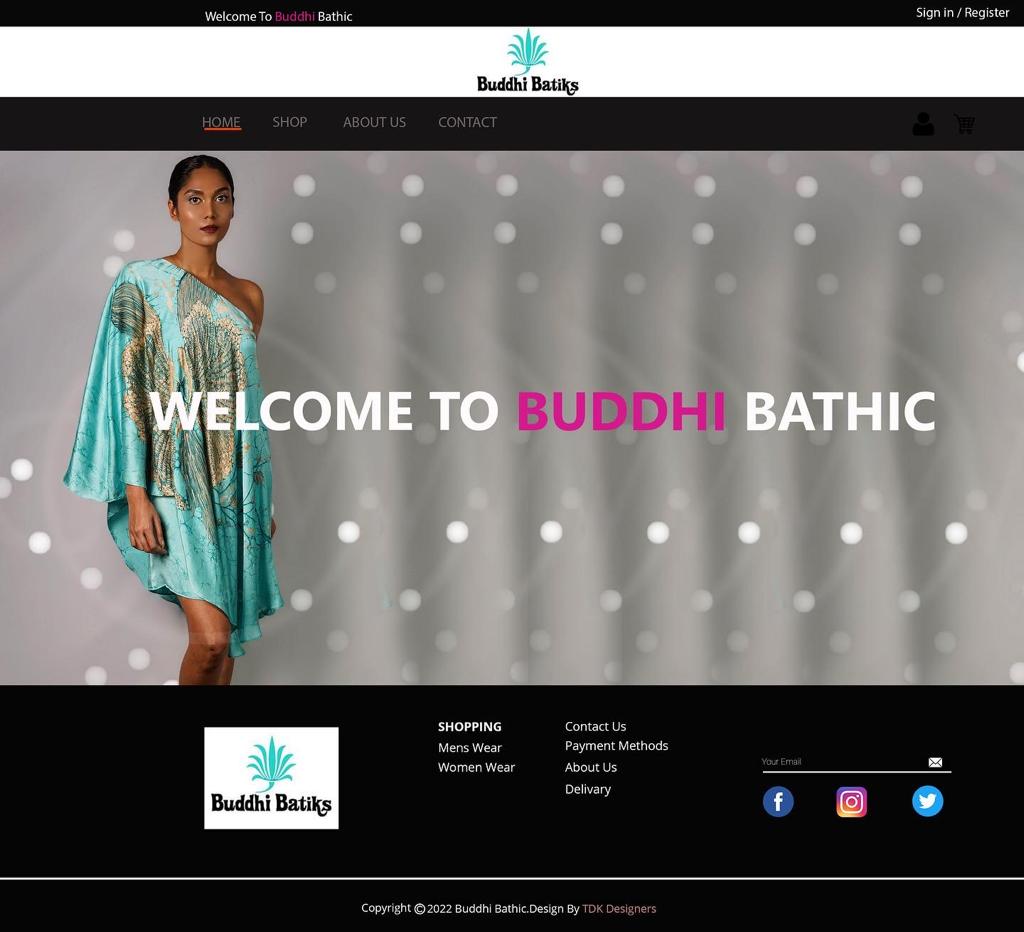 Welcome To Buddhi Bathic
Sign in / Register
Buddhi Batiks
HOME SHOP ABOUT US CONTACT
WELCOME TO BUDDHI BATHIC
Buddhi Batiks
SHOPPING
Mens Wear
Women Wear
Contact Us
Payment Methods
About Us
Delivary
Your Email
Copyright ©2022 Buddhi Bathic.Design By TDK Designers